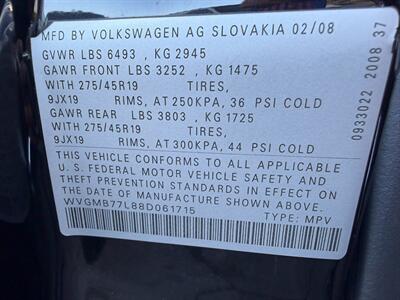 MFD BY VOLKSWAGEN AG SLOVAKIA 02/08
GVWR LBS 6493 , KG 2945
GAWR FRONT LBS 3252 , KG 1475
WITH 275/45R19 TIRES,
9JX19 RIMS, AT 250KPA, 36 PSI COLD
GAWR REAR LBS 3803 , KG 1725
WITH 275/45R19 TIRES,
9JX19 RIMS, AT 300KPA, 44 PSI COLD
THIS VEHICLE CONFORMS TO ALL APPLICABLE
U.S. FEDERAL MOTOR VEHICLE SAFETY AND
THEFT PREVENTION STANDARDS IN EFFECT ON
THE DATE OF MANUFACTURE SHOWN ABOVE.
WVGMB77L88D061715 TYPE: MPV
0933022 2008 37